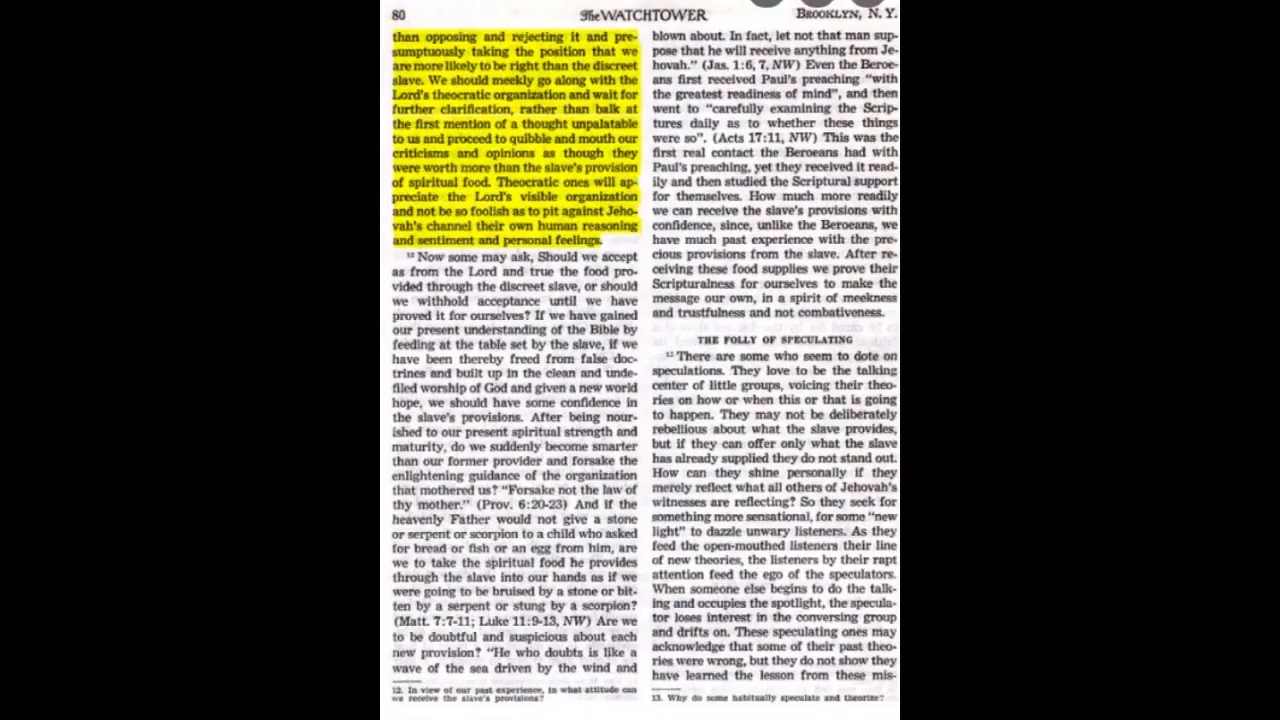 80
The WATCHTOWER
BROOKLYN, N. Y.
than opposing and rejecting it and pre-
sumptuously taking the position that we
are more likely to be right than the discreet
slave. We should meekly go along with the
Lord's theocratic organization and wait for
further clarification, rather than balk at
the first mention of a thought unpalatable
to us and proceed to quibble and mouth our
criticisms and opinions as though they
were worth more than the slave's provision
of spiritual food. Theocratic ones will ap-
preciate the Lord's visible organization
and not be so foolish as to pit against Jeho-
vah's channel their own human reasoning
and sentiment and personal feelings.
12 Now some may ask, Should we accept
as from the Lord and true the food pro-
vided through the discreet slave, or should
we withhold acceptance until we have
proved it for ourselves? If we have gained
our present understanding of the Bible by
feeding at the table set by the slave, if we
have been thereby freed from false doc-
trines and built up in the clean and unde-
filed worship of God and given a new world
hope, we should have some confidence in
the slave's provisions. After being nour-
ished to our present spiritual strength and
maturity, do we suddenly become smarter
than our former provider and forsake the
enlightening guidance of the organization
that mothered us? "Forsake not the law of
thy mother." (Prov. 6:20-23) And if the
heavenly Father would not give a stone
or serpent or scorpion to a child who asked
for bread or fish or an egg from him, are
we to take the spiritual food he provides
through the slave into our hands as if we
were going to be bruised by a stone or bit-
ten by a serpent or stung by a scorpion?
(Matt. 7:7-11; Luke 11:9-13, NW) Are we
to be doubtful and suspicious about each
new provision? "He who doubts is like a
wave of the sea driven by the wind and
12. In view of our past experience, in what attitude can
we receive the slave's provisions?
blown about. In fact, let not that man sup-
pose that he will receive anything from Je-
hovah." (Jas. 1:6, 7, NW) Even the Beroe-
ans first received Paul's preaching "with
the greatest readiness of mind", and then
went to "carefully examining the Scrip-
tures daily as to whether these things
were so". (Acts 17:11, NW) This was the
first real contact the Beroeans had with
Paul's preaching, yet they received it read-
ily and then studied the Scriptural support
for themselves. How much more readily
we can receive the slave's provisions with
confidence, since, unlike the Beroeans, we
have much past experience with the pre-
cious provisions from the slave. After re-
ceiving these food supplies we prove their
Scripturalness for ourselves to make the
message our own, in a spirit of meekness
and trustfulness and not combativeness.
THE FOLLY OF SPECULATING
13 There are some who seem to dote on
speculations. They love to be the talking
center of little groups, voicing their theo-
ries on how or when this or that is going
to happen. They may not be deliberately
rebellious about what the slave provides,
but if they can offer only what the slave
has already supplied they do not stand out.
How can they shine personally if they
merely reflect what all others of Jehovah's
witnesses are reflecting? So they seek for
something more sensational, for some "new
light" to dazzle unwary listeners. As they
feed the open-mouthed listeners their line
of new theories, the listeners by their rapt
attention feed the ego of the speculators.
When someone else begins to do the talk-
ing and occupies the spotlight, the specula-
tor loses interest in the conversing group
and drifts on. These speculating ones may
acknowledge that some of their past theo-
ries were wrong, but they do not show they
have learned the lesson from these mis-
13. Why do some habitually speculate and theorize?